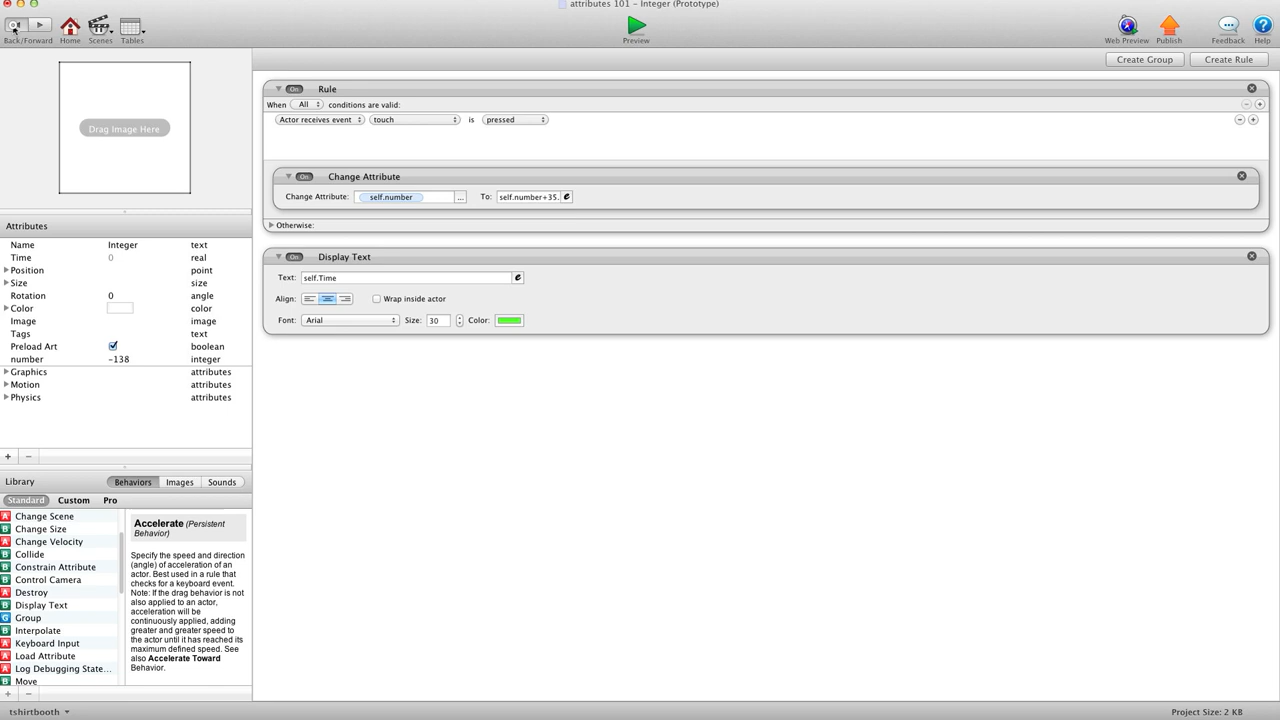 attributes 101 – Integer (Prototype)
Back/Forward
Home
Scenes
Tables
Preview
Web Preview
Publish
Feedback
Help
Create Group
Create Rule
Drag Image Here
Attributes
Name Integer text
Time 0 real
Position point
Size size
Rotation 0 angle
Color color
Image image
Tags text
Preload Art boolean
number -138 integer
Graphics attributes
Motion attributes
Physics attributes
Library Behaviors Images Sounds
Standard Custom Pro
Change Scene
Change Size
Change Velocity
Collide
Constrain Attribute
Control Camera
Destroy
Display Text
Group
Interpolate
Keyboard Input
Load Attribute
Log Debugging State...
Move
Accelerate (Persistent
Behavior)
Specify the speed and direction
(angle) of acceleration of an
actor. Best used in a rule that
checks for a keyboard event.
Note: If the drag behavior is not
also applied to an actor,
acceleration will be
continuously applied, adding
greater and greater speed to
the actor until it has reached its
maximum defined speed. See
also Accelerate Toward
Behavior.
On Rule
When All conditions are valid:
Actor receives event touch is pressed
On Change Attribute
Change Attribute: self.number ... To: self.number+35.
Otherwise:
On Display Text
Text: self.Time
Align: Wrap inside actor
Font: Arial Size: 30 Color:
tshirtbooth
Project Size: 2 KB